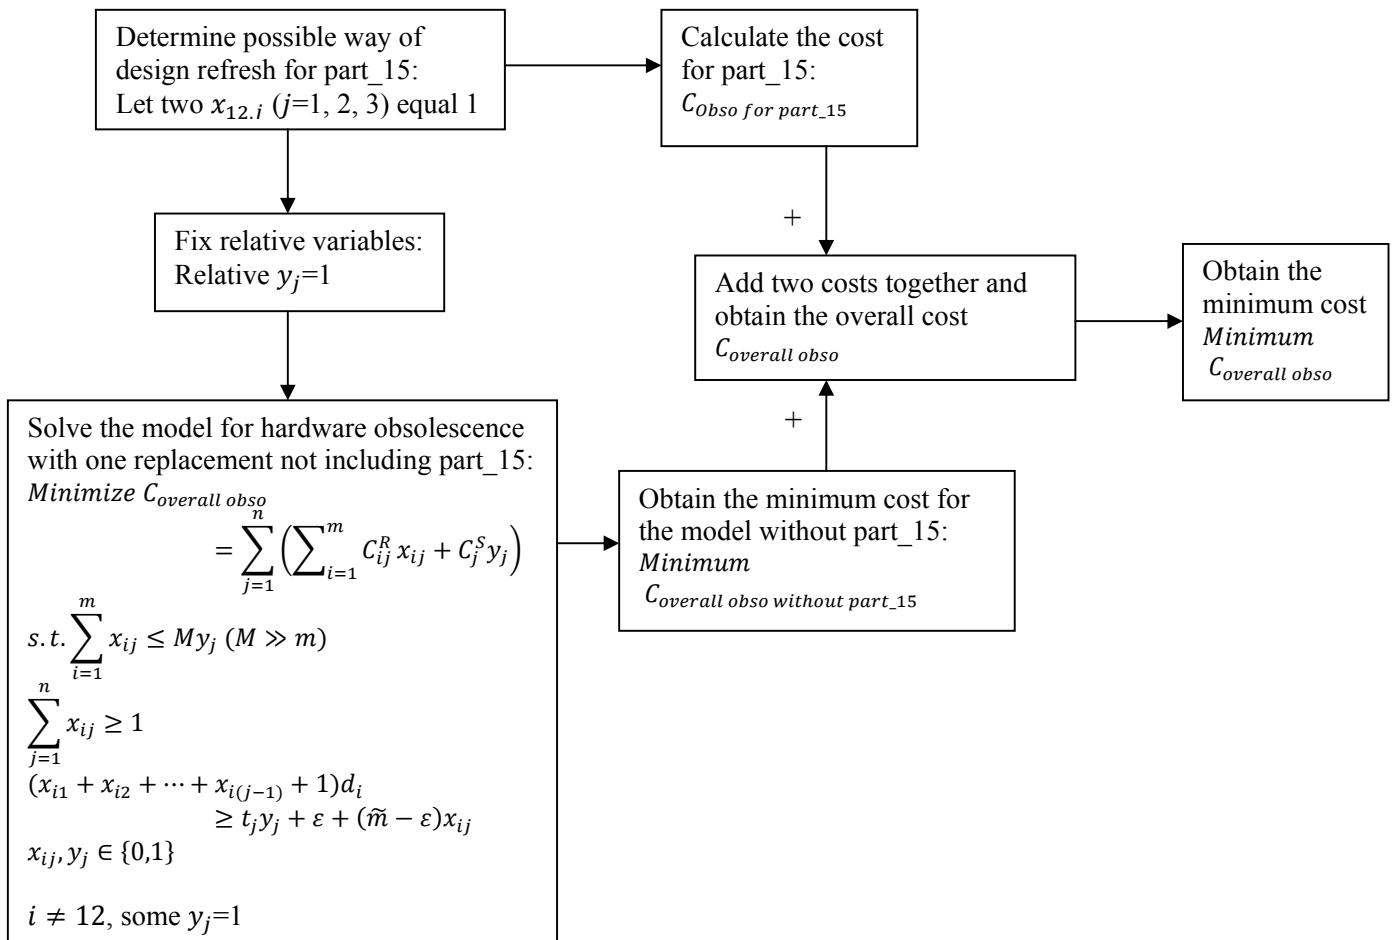 Determine possible way of
design refresh for part_15:
Let two 𝑥₁₂.ᵢ (𝑗=1, 2, 3) equal 1
Calculate the cost
for part_15:
𝐶_{𝑂𝑏𝑠𝑜 𝑓𝑜𝑟 𝑝𝑎𝑟𝑡_15}
Fix relative variables:
Relative 𝑦_𝑗=1
+
Add two costs together and
obtain the overall cost
𝐶_{𝑜𝑣𝑒𝑟𝑎𝑙𝑙 𝑜𝑏𝑠𝑜}
Obtain the
minimum cost
𝑀𝑖𝑛𝑖𝑚𝑢𝑚
𝐶_{𝑜𝑣𝑒𝑟𝑎𝑙𝑙 𝑜𝑏𝑠𝑜}
+
Solve the model for hardware obsolescence
with one replacement not including part_15:
𝑀𝑖𝑛𝑖𝑚𝑖𝑧𝑒 𝐶_{𝑜𝑣𝑒𝑟𝑎𝑙𝑙 𝑜𝑏𝑠𝑜}
= ∑_{𝑗=1}^{𝑛} (∑_{𝑖=1}^{𝑚} 𝐶_{𝑖𝑗}^{𝑅} 𝑥_{𝑖𝑗} + 𝐶_{𝑗}^{𝑆} 𝑦_𝑗)
𝑠.𝑡. ∑_{𝑖=1}^{𝑚} 𝑥_{𝑖𝑗} ≤ 𝑀𝑦_𝑗 (𝑀 ≫ 𝑚)
∑_{𝑗=1}^{𝑛} 𝑥_{𝑖𝑗} ≥ 1
(𝑥_{𝑖1} + 𝑥_{𝑖2} + ⋯ + 𝑥_{𝑖(𝑗−1)} + 1)𝑑_𝑖
≥ 𝑡_𝑗𝑦_𝑗 + 𝜀 + (𝑚̃ − 𝜀)𝑥_{𝑖𝑗}
𝑥_{𝑖𝑗}, 𝑦_𝑗 ∈ {0,1}
𝑖 ≠ 12, some 𝑦_𝑗=1
Obtain the minimum cost for
the model without part_15:
𝑀𝑖𝑛𝑖𝑚𝑢𝑚
𝐶_{𝑜𝑣𝑒𝑟𝑎𝑙𝑙 𝑜𝑏𝑠𝑜 𝑤𝑖𝑡ℎ𝑜𝑢𝑡 𝑝𝑎𝑟𝑡_15}